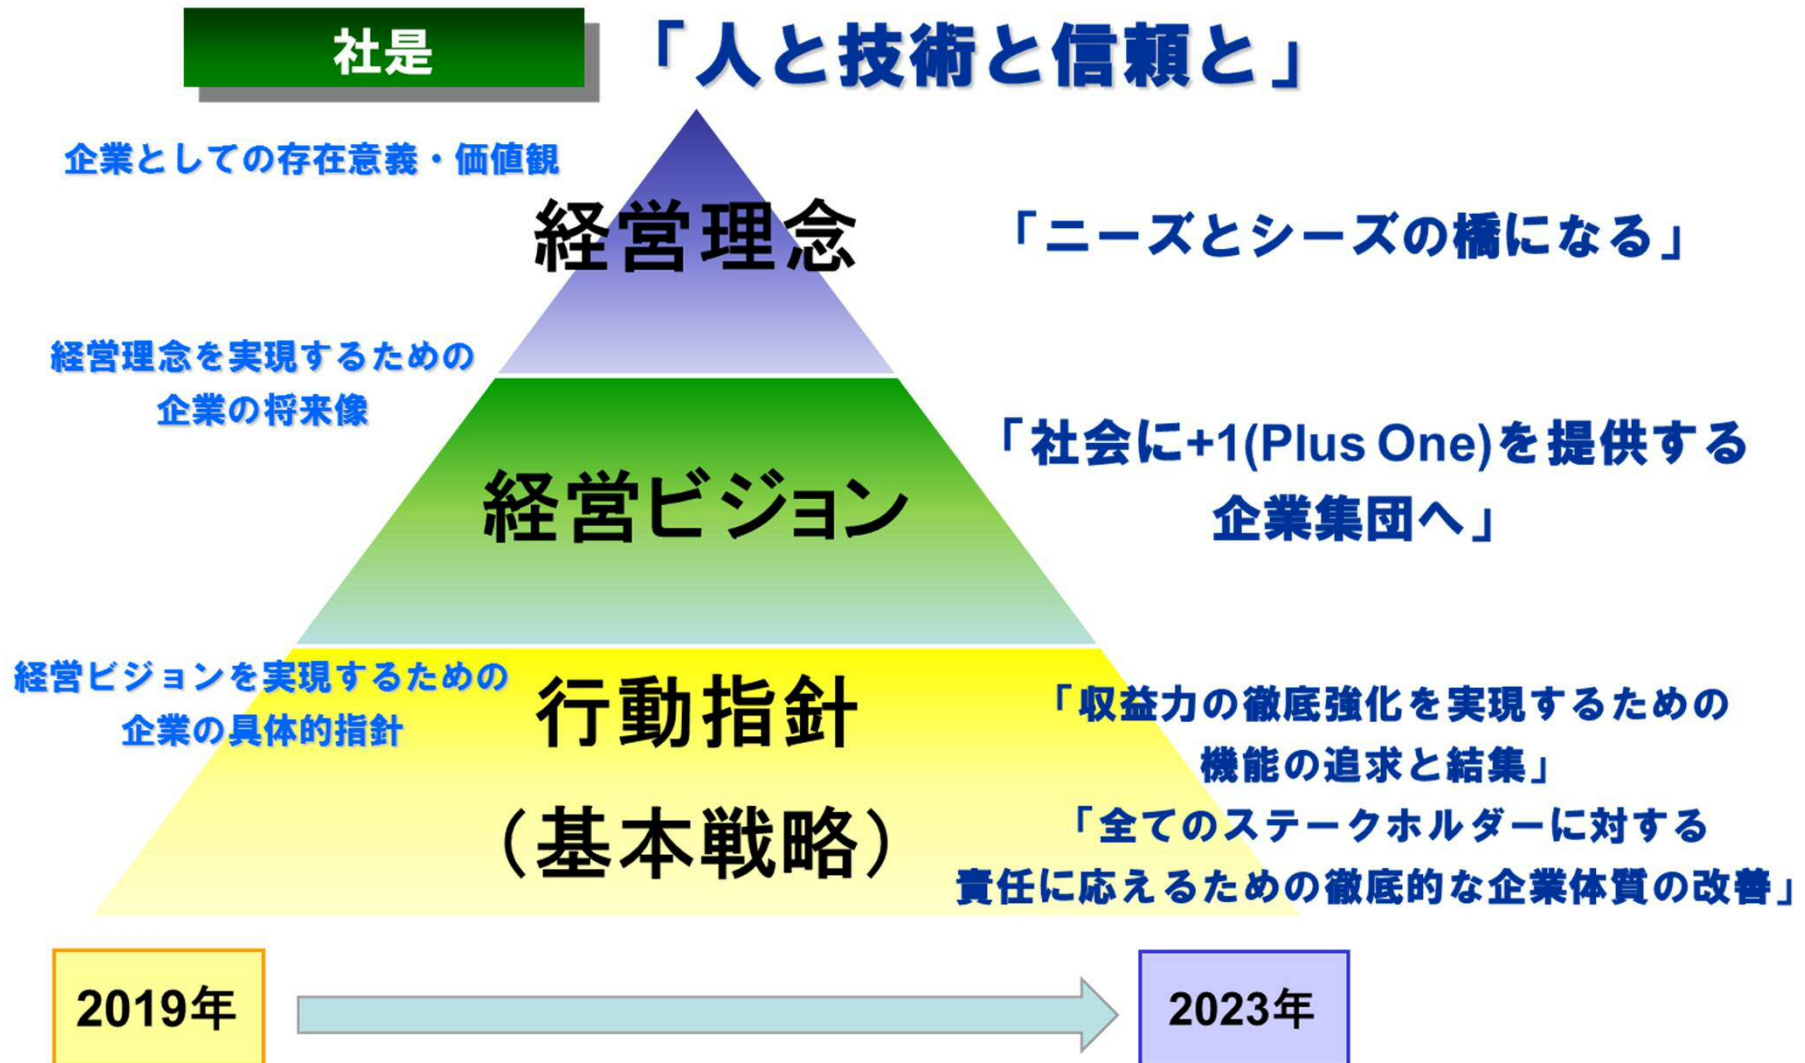 社是
「人と技術と信頼と」
企業としての存在意義・価値観
経営理念
「ニーズとシーズの橋になる」
経営理念を実現するための
企業の将来像
経営ビジョン
「社会に+1(Plus One)を提供する
企業集団へ」
経営ビジョンを実現するための
企業の具体的指針
行動指針
（基本戦略）
「収益力の徹底強化を実現するための
機能の追求と結集」
「全てのステークホルダーに対する
責任に応えるための徹底的な企業体質の改善」
2019年
2023年